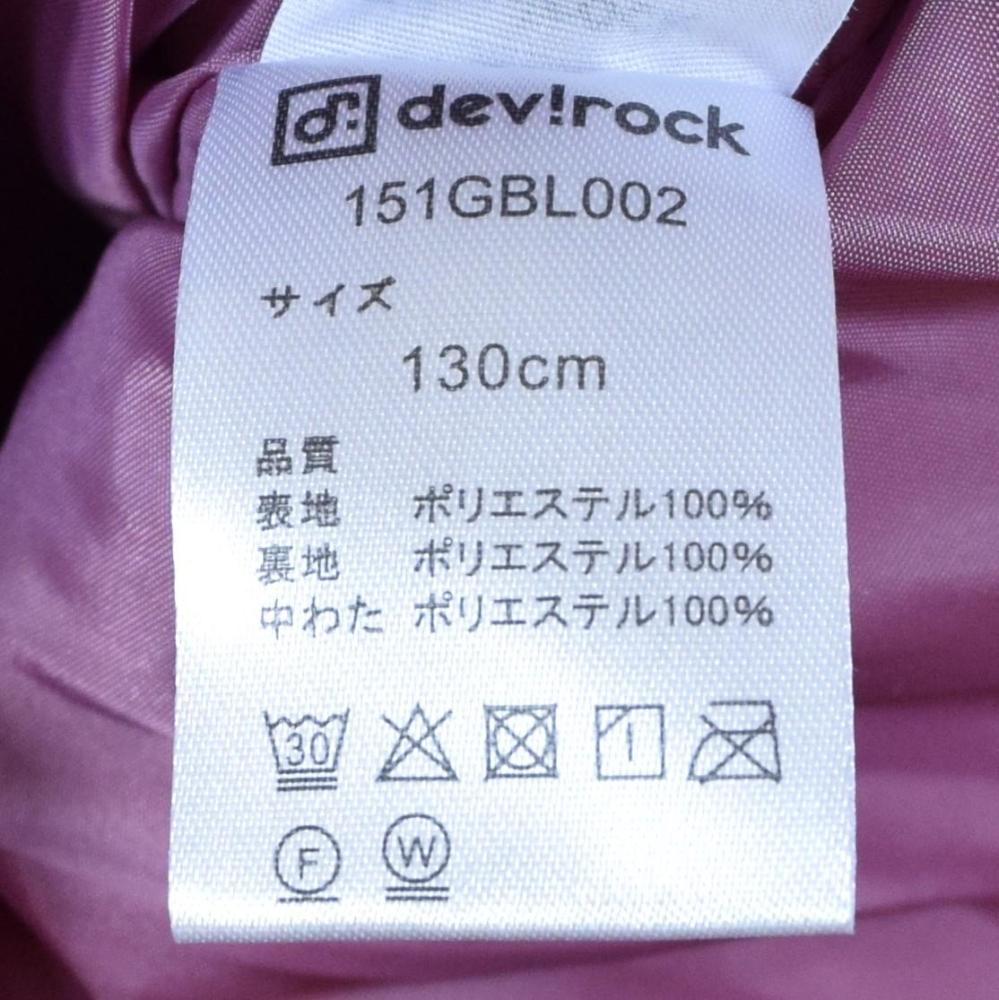 dev!rock
151GBL002
サイズ
130cm
品質
表地 ポリエステル100%
裏地 ポリエステル100%
中わた ポリエステル100%
30
F W